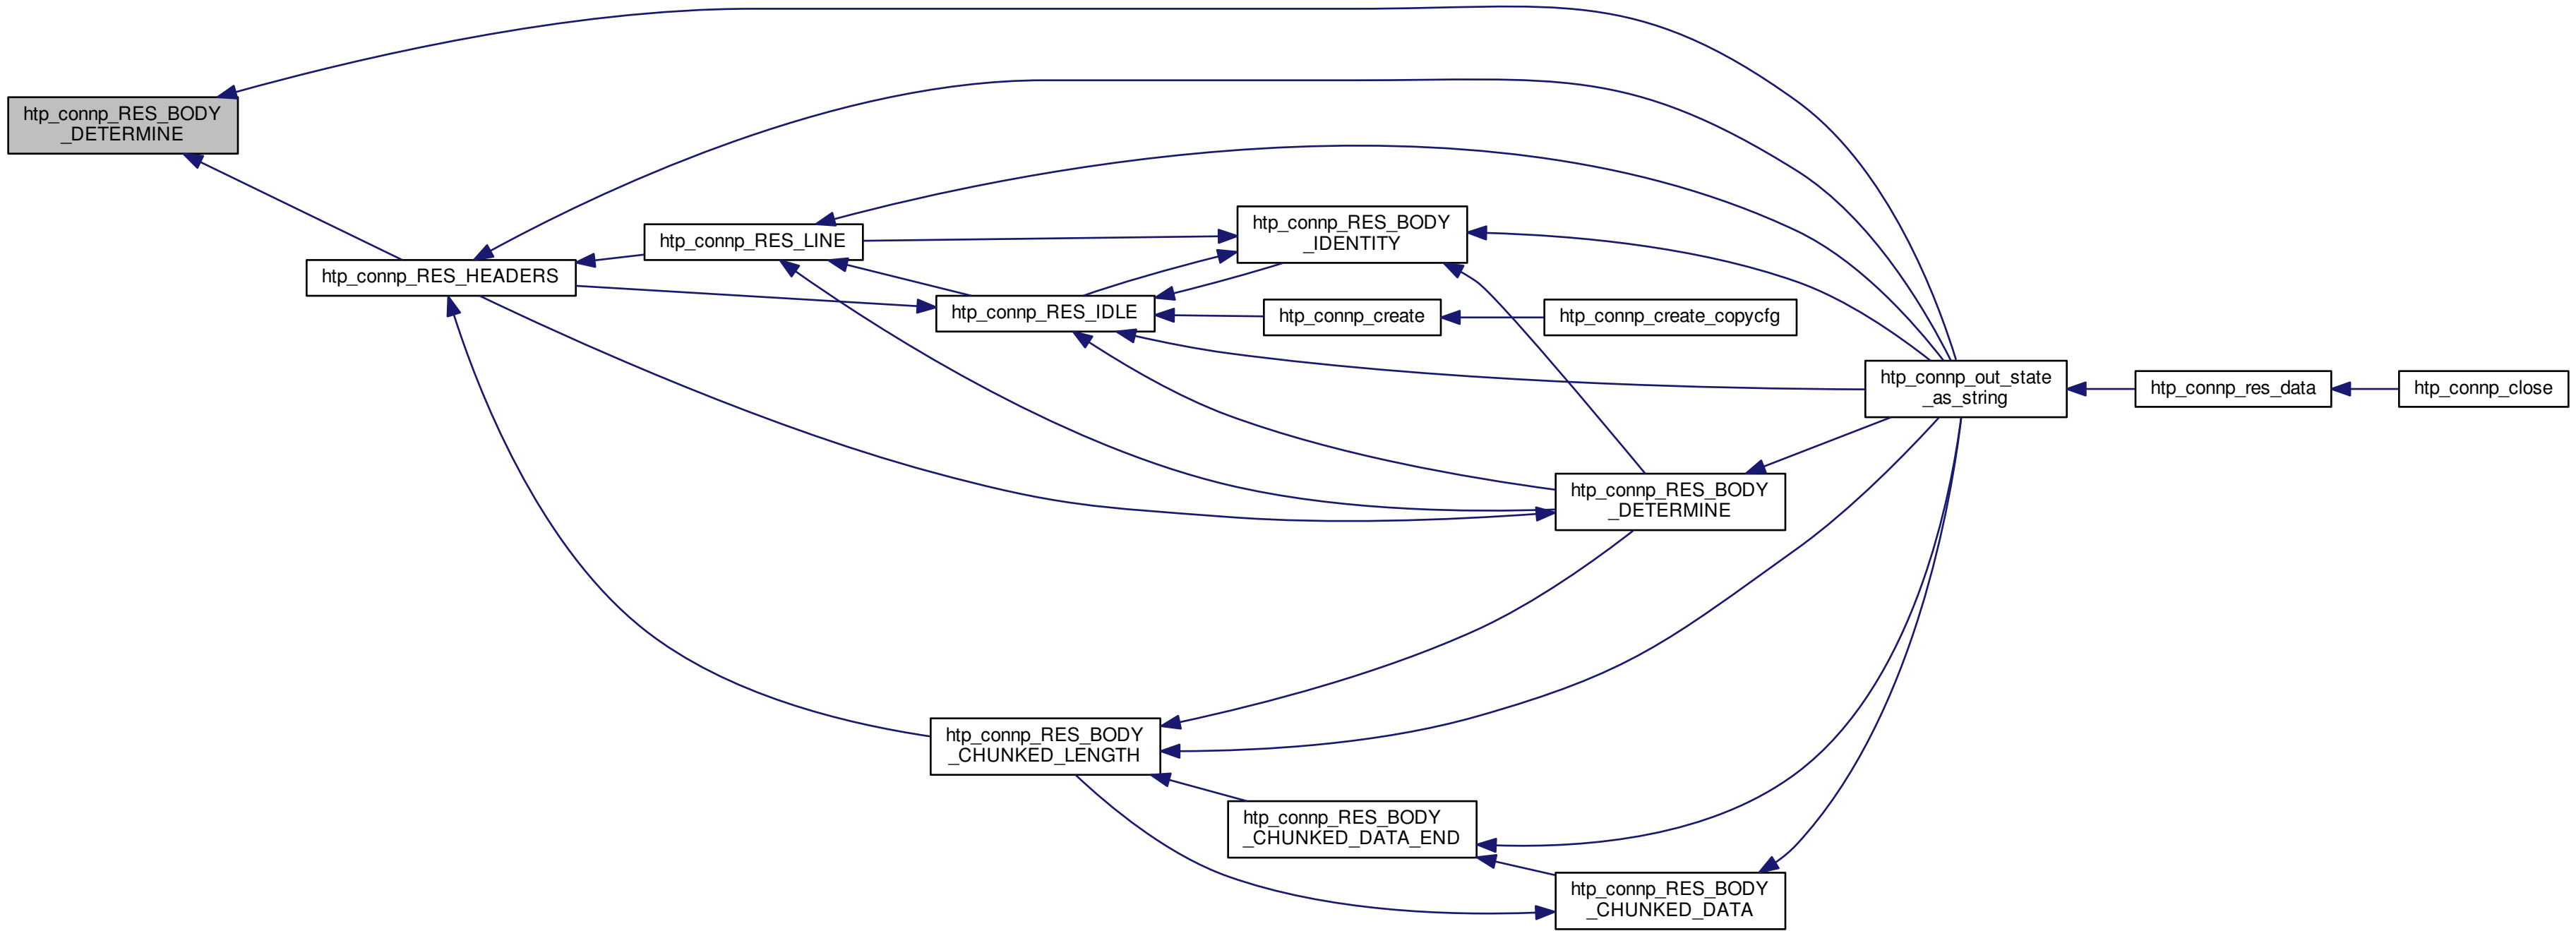 htp_connp_RES_BODY
_DETERMINE
htp_connp_RES_HEADERS
htp_connp_RES_LINE
htp_connp_RES_IDLE
htp_connp_RES_BODY
_IDENTITY
htp_connp_create
htp_connp_create_copycfg
htp_connp_out_state
_as_string
htp_connp_res_data
htp_connp_close
htp_connp_RES_BODY
_DETERMINE
htp_connp_RES_BODY
_CHUNKED_LENGTH
htp_connp_RES_BODY
_CHUNKED_DATA_END
htp_connp_RES_BODY
_CHUNKED_DATA